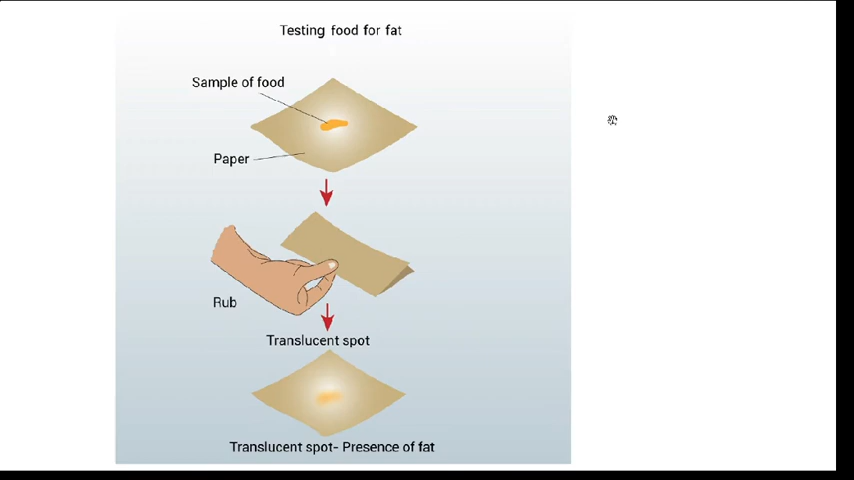 Testing food for fat
Sample of food
Paper
Rub
Translucent spot
Translucent spot- Presence of fat